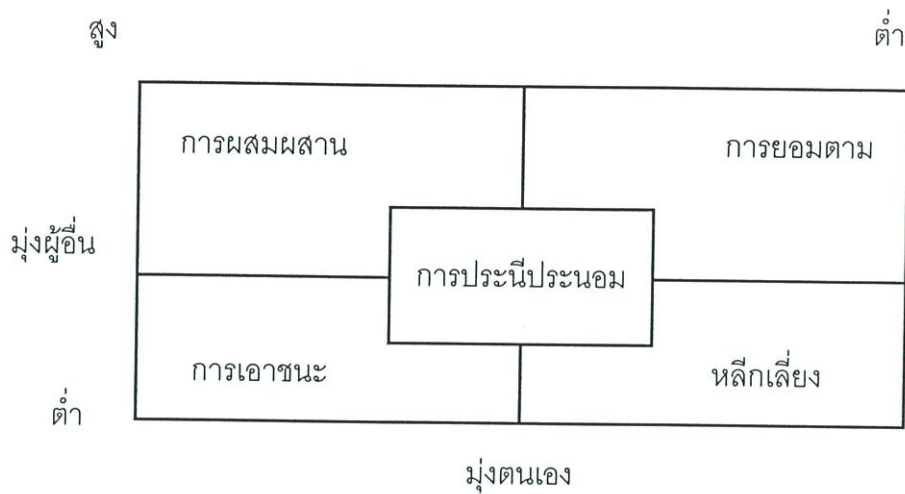 สูง
ต่ำ
การผสมผสาน
การยอมตาม
มุ่งผู้อื่น
การประนีประนอม
การเอาชนะ
หลีกเลี่ยง
ต่ำ
มุ่งตนเอง